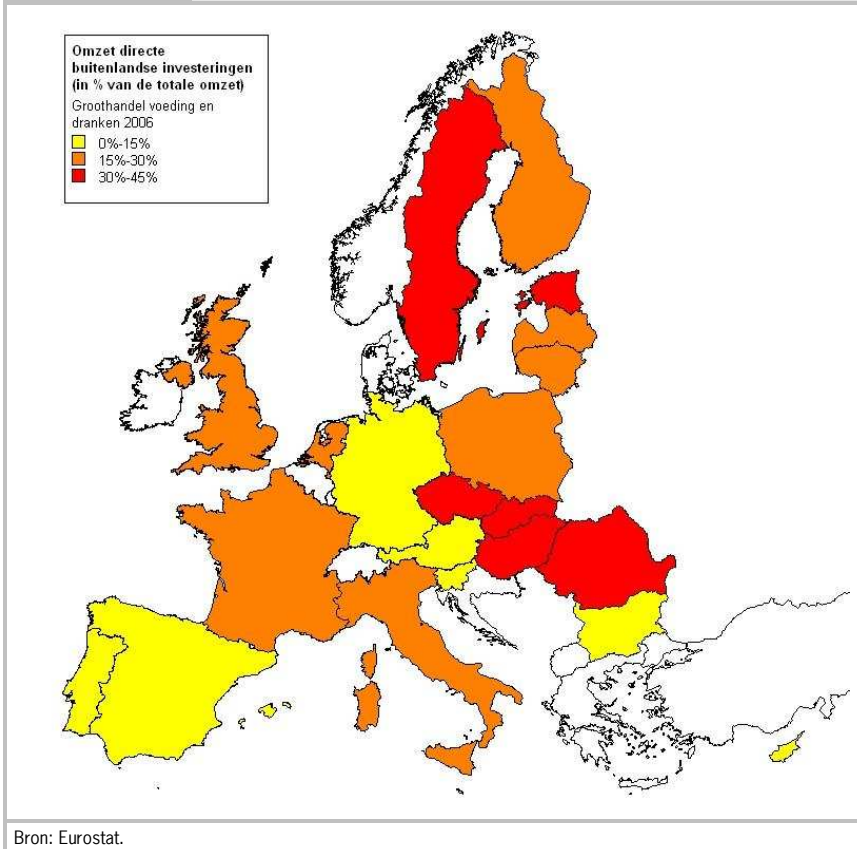 Omzet directe
buitenlandse investeringen
(in % van de totale omzet)
Groothandel voeding en
dranken 2006
0%-15%
15%-30%
30%-45%
Bron: Eurostat.